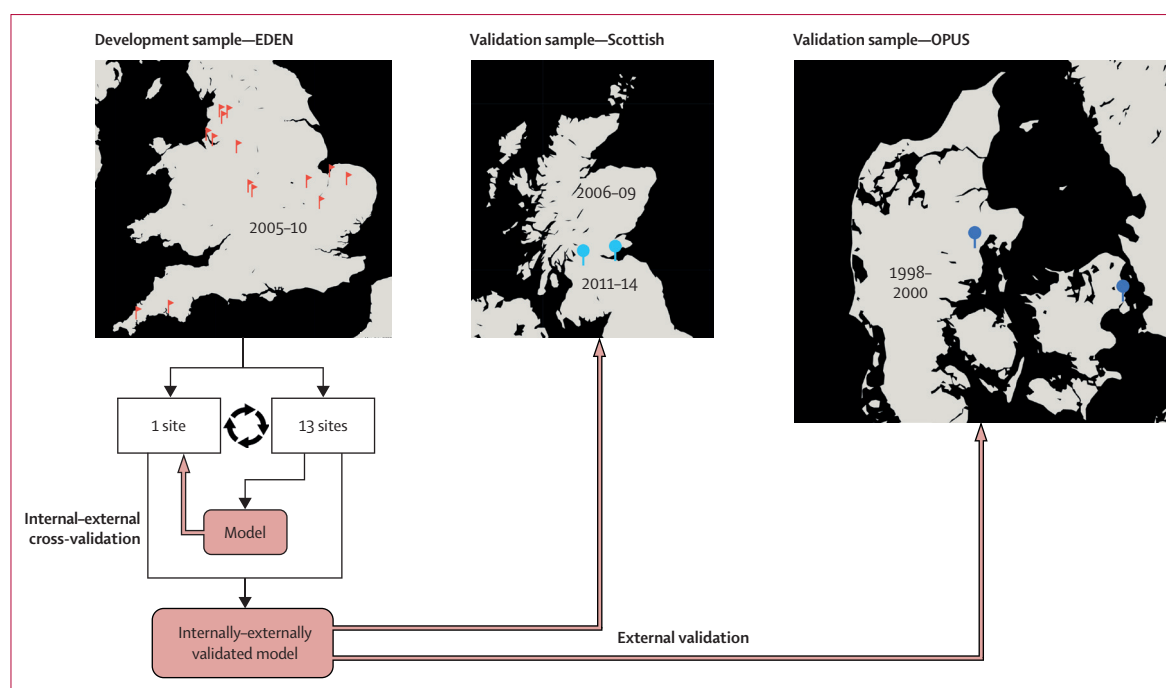 Development sample—EDEN
Validation sample—Scottish
Validation sample—OPUS
2005–10
2006–09
2011–14
1998–
2000
1 site
13 sites
Internal–external
cross-validation
Model
Internally–externally
validated model
External validation